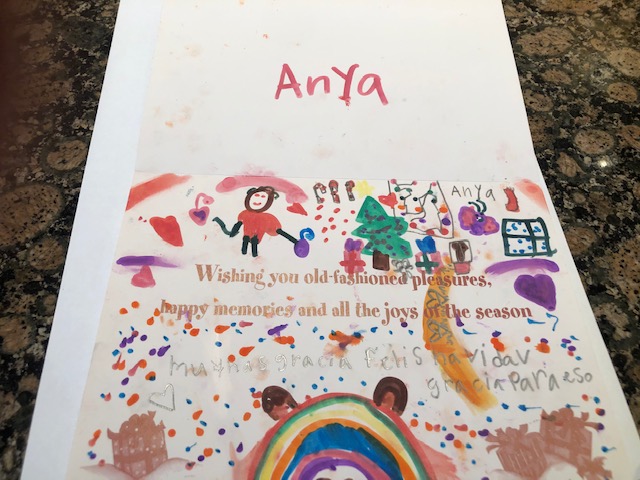 Anya
Anya
Wishing you old-fashioned pleasures,
happy memories and all the joys of the season
muynas gracia felis navidav
gracia para eso